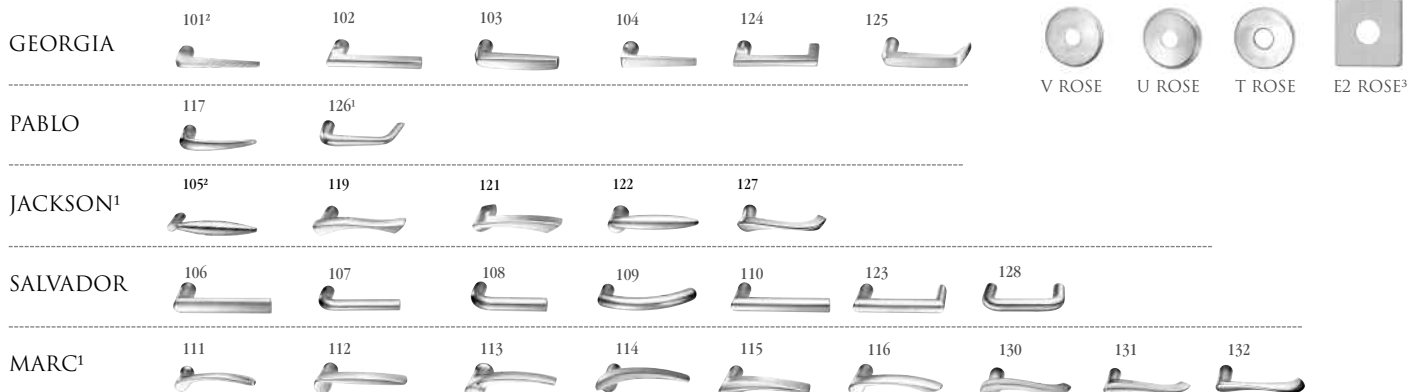 GEORGIA 101² 102 103 104 124 125
V ROSE U ROSE T ROSE E2 ROSE³
PABLO 117 126¹
JACKSON¹ 105² 119 121 122 127
SALVADOR 106 107 108 109 110 123 128
MARC¹ 111 112 113 114 115 116 130 131 132